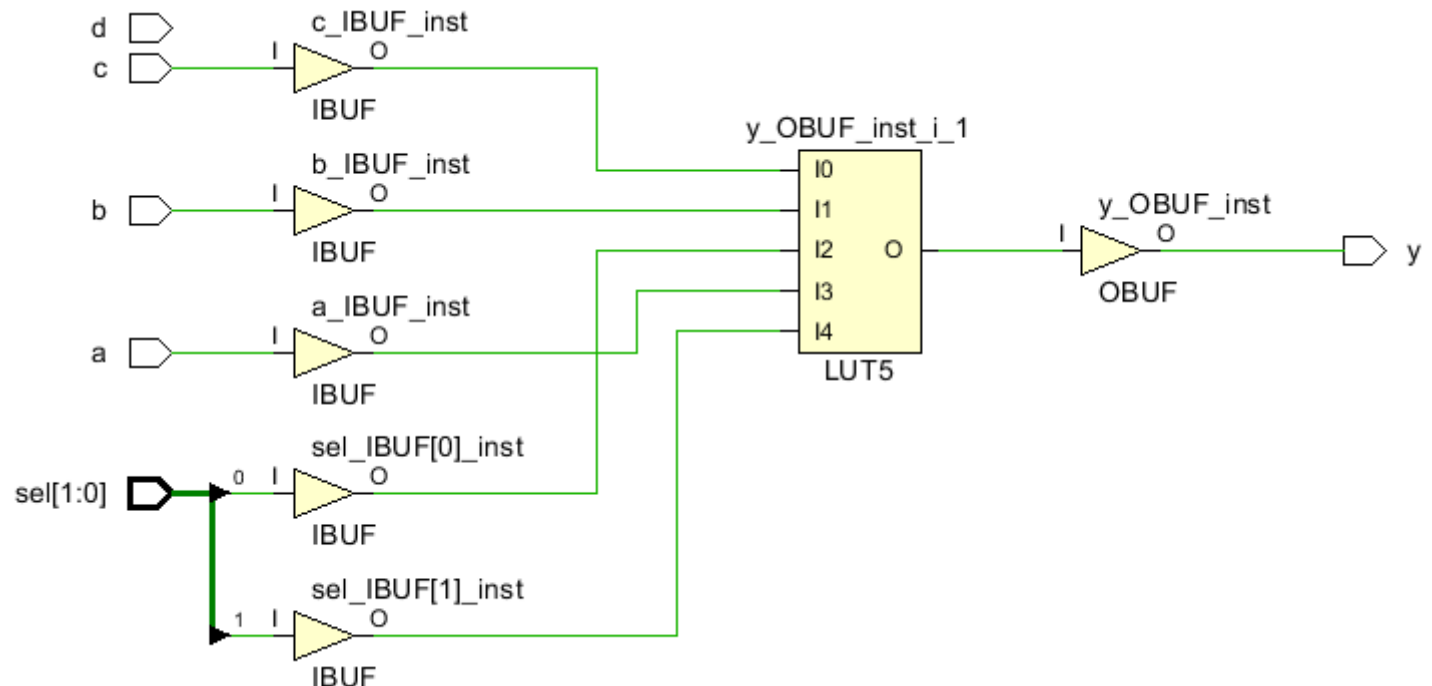 d
c
I
c_IBUF_inst
O
IBUF
b
I
b_IBUF_inst
O
IBUF
a
I
a_IBUF_inst
O
IBUF
sel[1:0]
0
I
sel_IBUF[0]_inst
O
IBUF
1
I
sel_IBUF[1]_inst
O
IBUF
y_OBUF_inst_i_1
I0
I1
I2
I3
I4
O
LUT5
y_OBUF_inst
I
O
OBUF
y